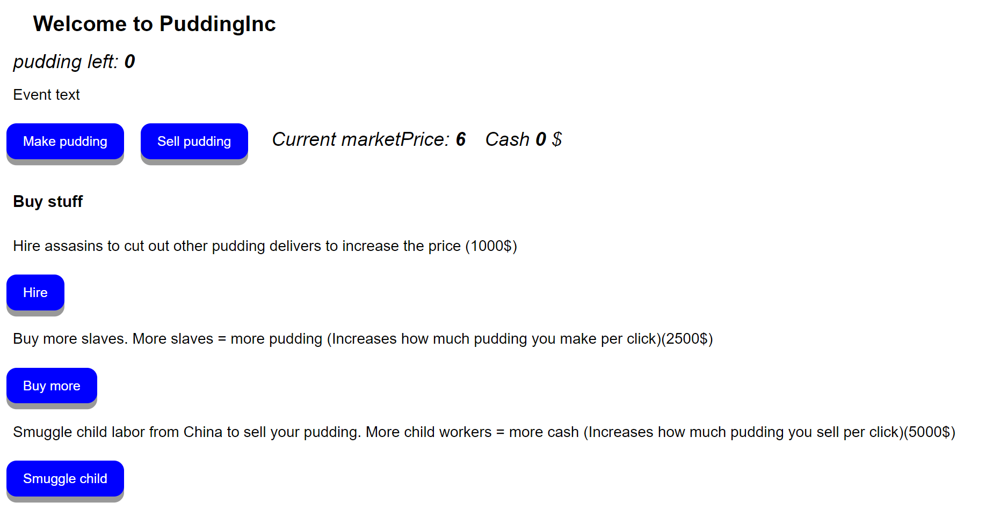 Welcome to PuddingInc
pudding left: 0
Event text
Make pudding Sell pudding Current marketPrice: 6 Cash 0 $
Buy stuff
Hire assasins to cut out other pudding delivers to increase the price (1000$)
Hire
Buy more slaves. More slaves = more pudding (Increases how much pudding you make per click)(2500$)
Buy more
Smuggle child labor from China to sell your pudding. More child workers = more cash (Increases how much pudding you sell per click)(5000$)
Smuggle child